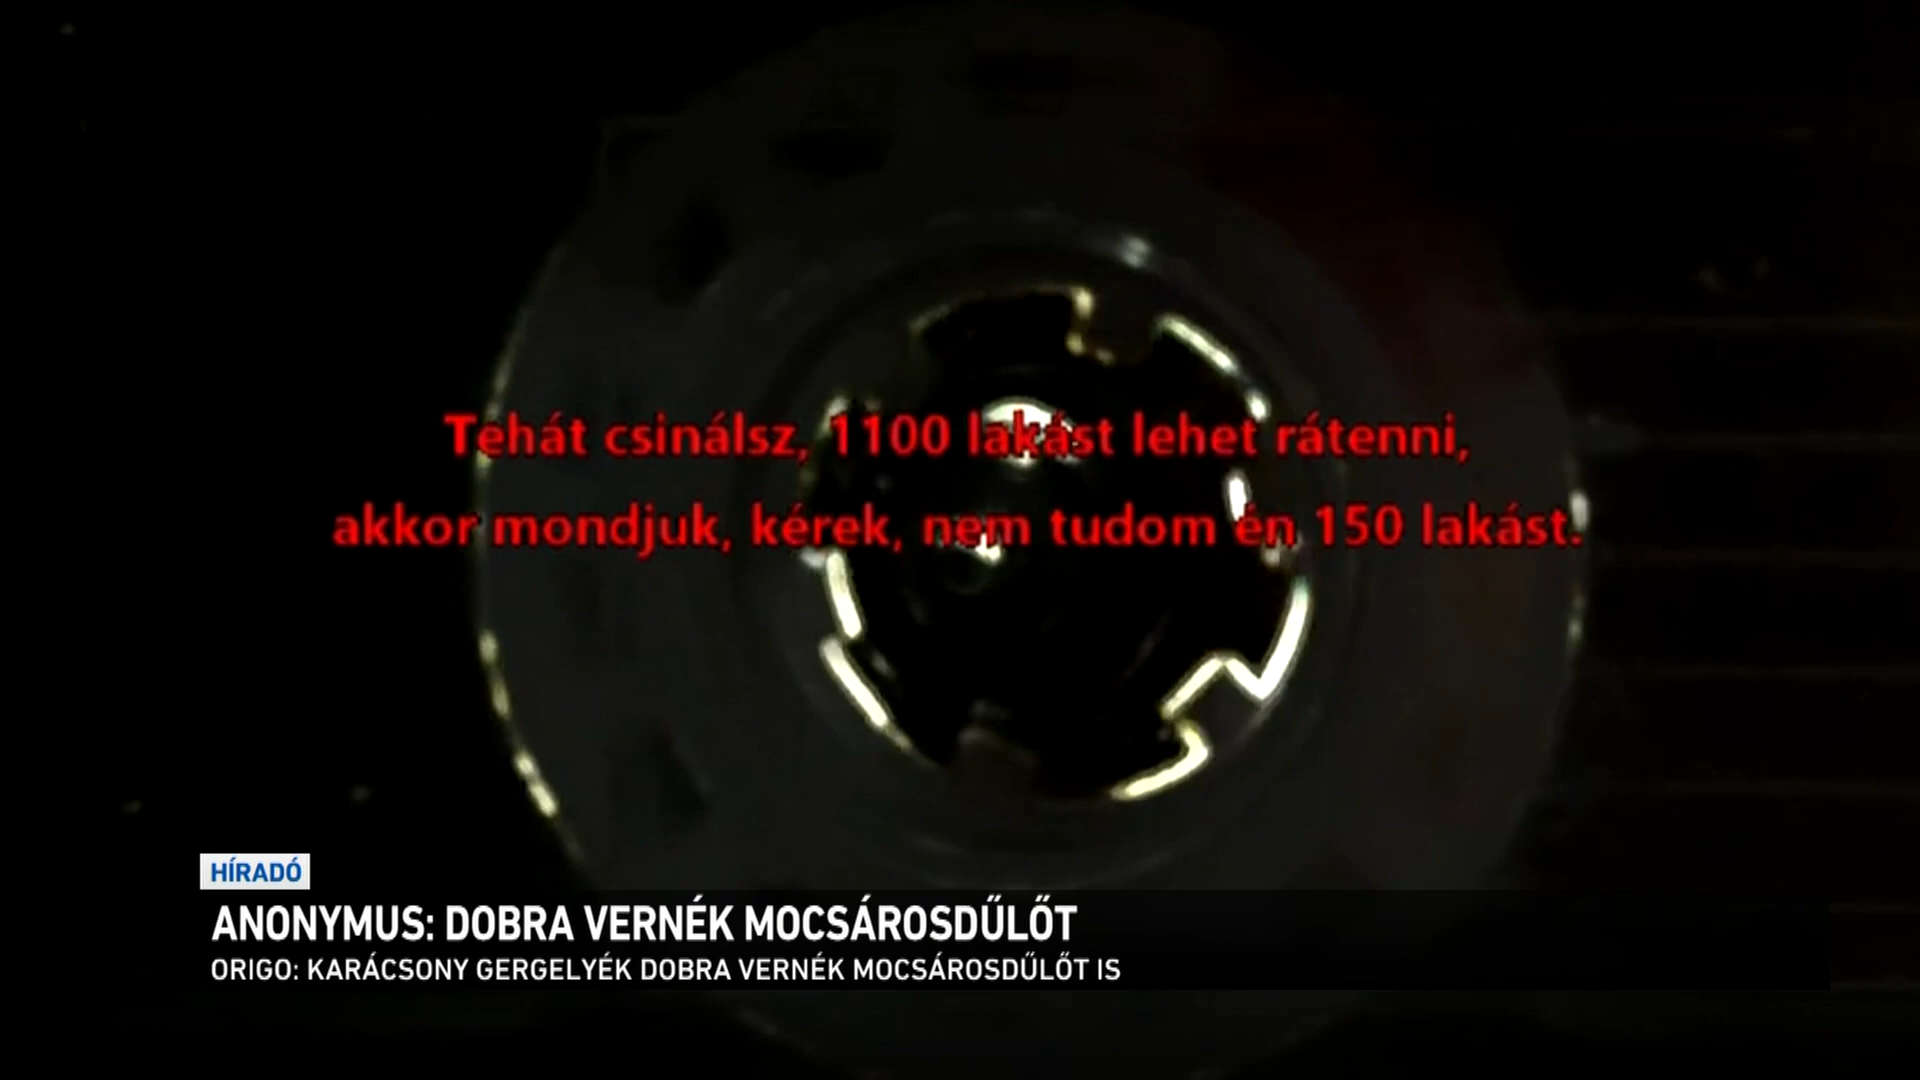 Tehát csinálsz, 1100 lakást lehet rátenni,
akkor mondjuk, kérek, nem tudom én 150 lakást.
HÍRADÓ
ANONYMUS: DOBRA VERNÉK MOCSÁROSDŰLŐT
ORIGO: KARÁCSONY GERGELYÉK DOBRA VERNÉK MOCSÁROSDŰLŐT IS